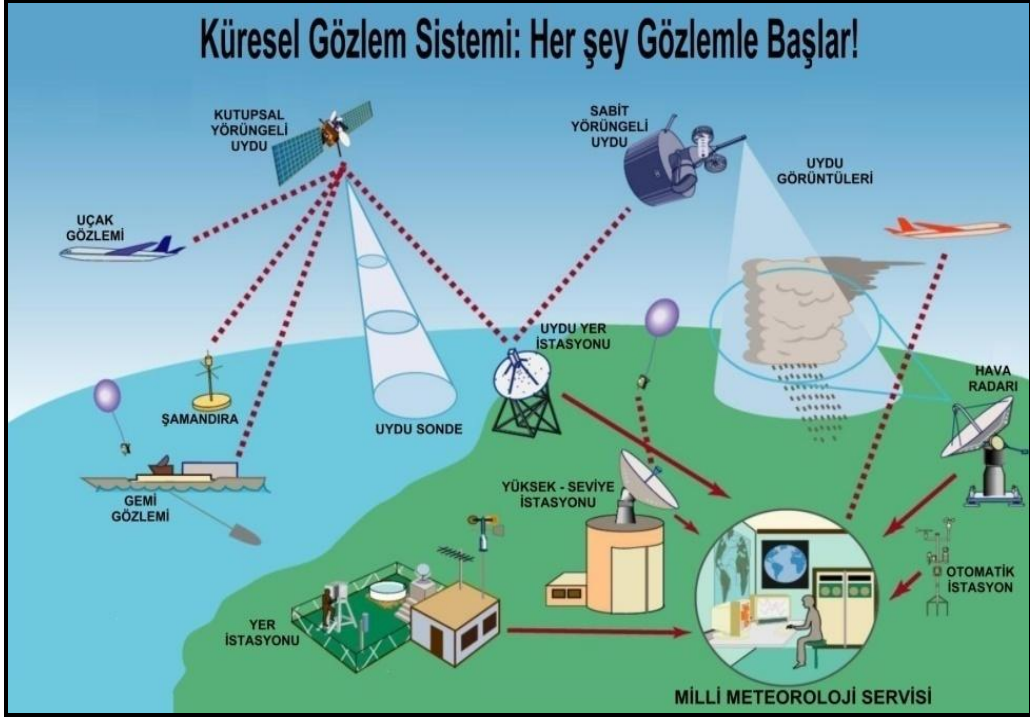 Küresel Gözlem Sistemi: Her şey Gözlemle Başlar!
KUTUPSAL
YÖRÜNGELİ
UYDU
SABİT
YÖRÜNGELİ
UYDU
UYDU
GÖRÜNTÜLERİ
UÇAK
GÖZLEMİ
UYDU YER
İSTASYONU
HAVA
RADARI
ŞAMANDIRA
UYDU SONDE
GEMİ
GÖZLEMİ
YÜKSEK - SEVİYE
İSTASYONU
OTOMATİK
İSTASYON
YER
İSTASYONU
MİLLİ METEOROLOJİ SERVİSİ